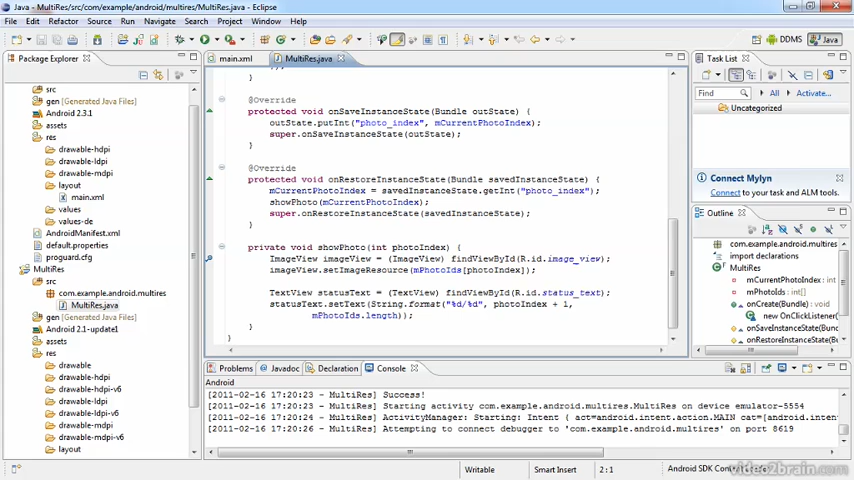 Java - MultiRes/src/com/example/android/multires/MultiRes.java - Eclipse
File Edit Refactor Source Run Navigate Search Project Window Help
DDMS Java
Package Explorer
src
gen [Generated Java Files]
Android 2.3.1
assets
res
drawable-hdpi
drawable-ldpi
drawable-mdpi
layout
main.xml
values
values-de
AndroidManifest.xml
default.properties
proguard.cfg
MultiRes
src
com.example.android.multires
MultiRes.java
gen [Generated Java Files]
Android 2.1-update1
assets
res
drawable
drawable-hdpi
drawable-hdpi-v6
drawable-ldpi
drawable-ldpi-v6
drawable-mdpi
drawable-mdpi-v6
layout
main.xml MultiRes.java
}
@Override
protected void onSaveInstanceState(Bundle outState) {
outState.putInt("photo_index", mCurrentPhotoIndex);
super.onSaveInstanceState(outState);
}
@Override
protected void onRestoreInstanceState(Bundle savedInstanceState) {
mCurrentPhotoIndex = savedInstanceState.getInt("photo_index");
showPhoto(mCurrentPhotoIndex);
super.onRestoreInstanceState(savedInstanceState);
}
private void showPhoto(int photoIndex) {
ImageView imageView = (ImageView) findViewById(R.id.image_view);
imageView.setImageResource(mPhotoIds[photoIndex]);
TextView statusText = (TextView) findViewById(R.id.status_text);
statusText.setText(String.format("%d/%d", photoIndex + 1,
mPhotoIds.length));
}
}
Task List
Find All Activate...
Uncategorized
Connect Mylyn
Connect to your task and ALM tools.
Outline
com.example.android.multires
import declarations
MultiRes
mCurrentPhotoIndex : int
mPhotoIds : int[]
onCreate(Bundle) : void
new OnClickListener
onSaveInstanceState(Bun
onRestoreInstanceState(
Problems Javadoc Declaration Console
Android
[2011-02-16 17:20:23 - MultiRes] Success!
[2011-02-16 17:20:23 - MultiRes] Starting activity com.example.android.multires.MultiRes on device emulator-5554
[2011-02-16 17:20:24 - MultiRes] ActivityManager: Starting: Intent { act=android.intent.action.MAIN cat=[android.inten
[2011-02-16 17:20:26 - MultiRes] Attempting to connect debugger to 'com.example.android.multires' on port 8619
Writable Smart Insert 2 : 1 Android SDK Content
video2brain.com